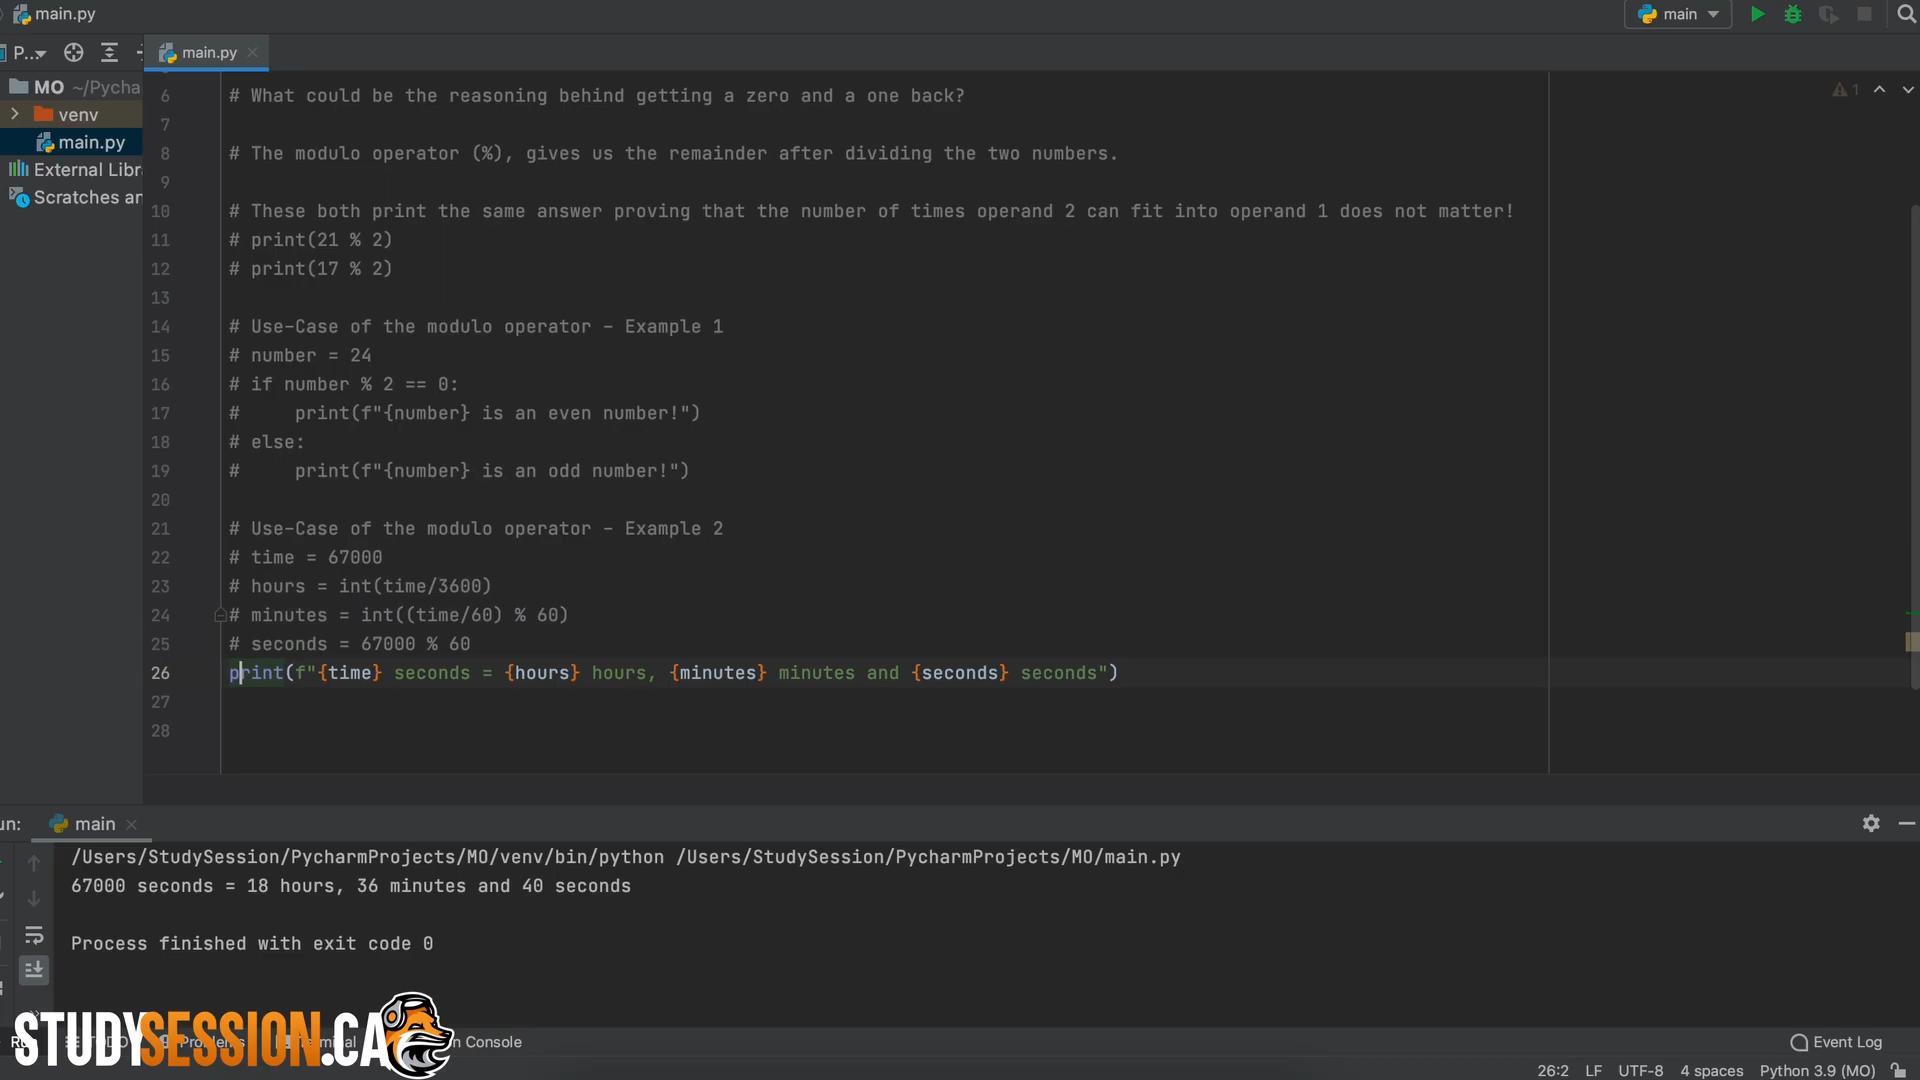 main.py
main
P...
main.py
MO ~/Pycha
venv
main.py
External Libr
Scratches an
6 # What could be the reasoning behind getting a zero and a one back?
7
8 # The modulo operator (%), gives us the remainder after dividing the two numbers.
9
10 # These both print the same answer proving that the number of times operand 2 can fit into operand 1 does not matter!
11 # print(21 % 2)
12 # print(17 % 2)
13
14 # Use-Case of the modulo operator - Example 1
15 # number = 24
16 # if number % 2 == 0:
17 #     print(f"{number} is an even number!")
18 # else:
19 #     print(f"{number} is an odd number!")
20
21 # Use-Case of the modulo operator - Example 2
22 # time = 67000
23 # hours = int(time/3600)
24 # minutes = int((time/60) % 60)
25 # seconds = 67000 % 60
26 print(f"{time} seconds = {hours} hours, {minutes} minutes and {seconds} seconds")
27
28
1
un:
main
/Users/StudySession/PycharmProjects/MO/venv/bin/python /Users/StudySession/PycharmProjects/MO/main.py
67000 seconds = 18 hours, 36 minutes and 40 seconds
Process finished with exit code 0
STUDYSESSION.CA
n Console
Event Log
26:2 LF UTF-8 4 spaces Python 3.9 (MO)